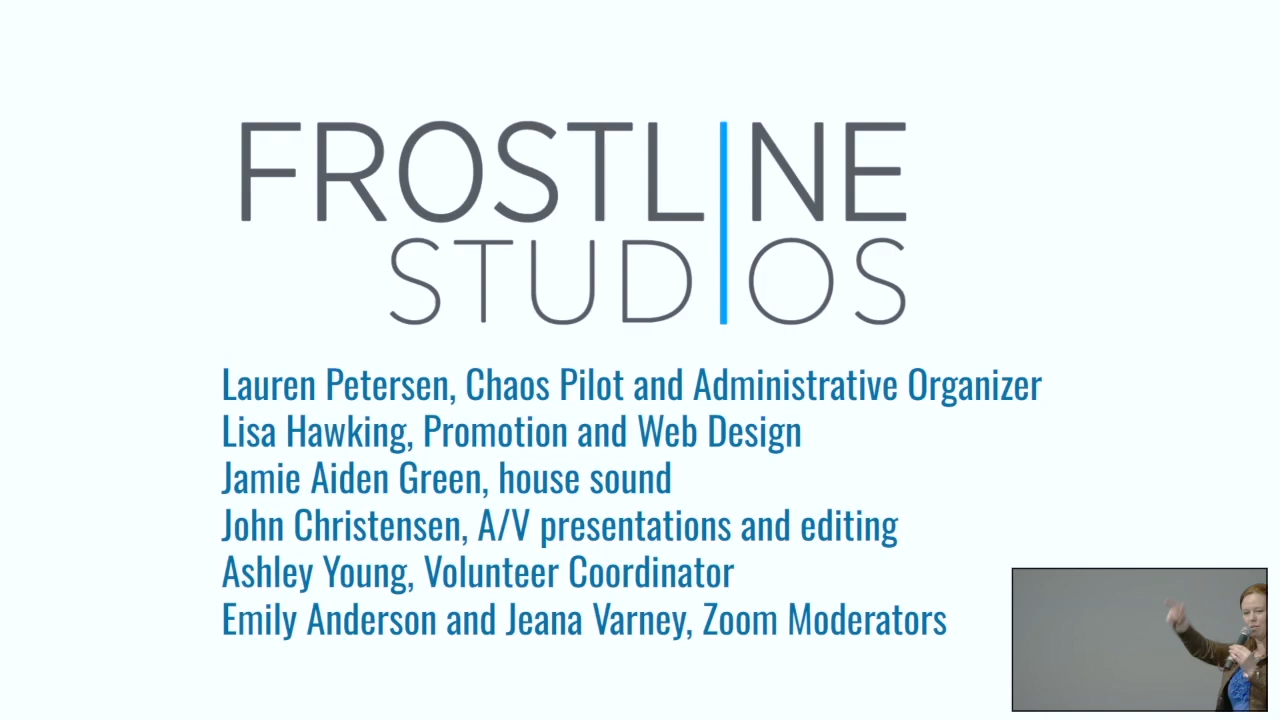 FROSTLINE
STUDIOS
Lauren Petersen, Chaos Pilot and Administrative Organizer
Lisa Hawking, Promotion and Web Design
Jamie Aiden Green, house sound
John Christensen, A/V presentations and editing
Ashley Young, Volunteer Coordinator
Emily Anderson and Jeana Varney, Zoom Moderators